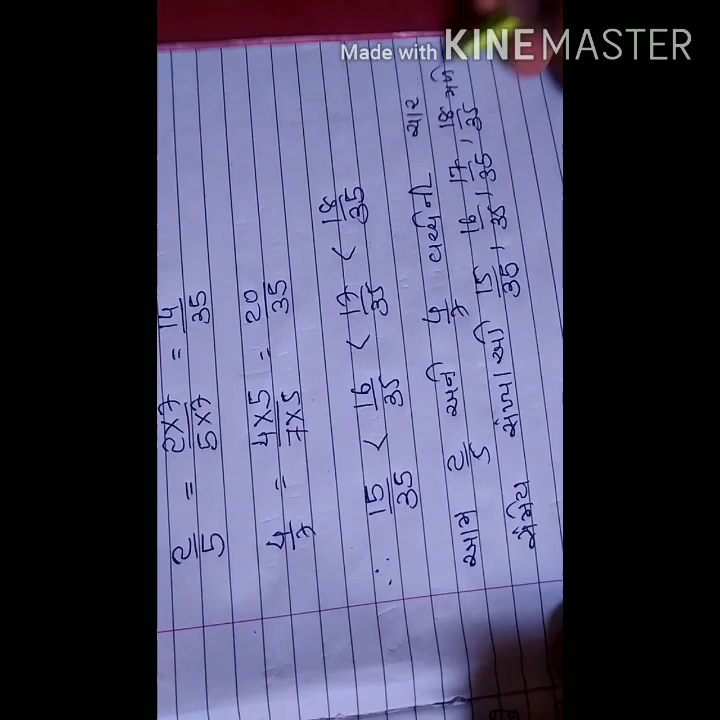 Made with KINEMASTER
2/5 = 2×7/5×7 = 14/35
4/7 = 4×5/7×5 = 20/35
∴ 15/35 < 16/35 < 17/35 < 18/35
આમ 2/5 અને 4/7 વચ્ચેની ચાર
સંમેય સંખ્યાઓ 15/35, 16/35, 17/35, 18/35